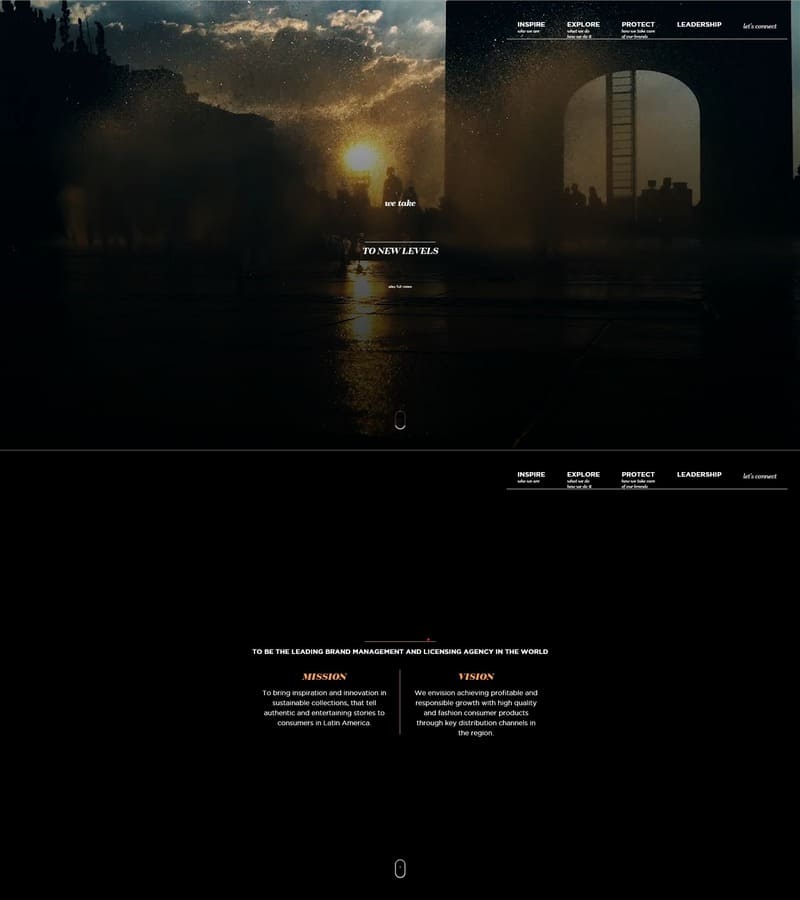 INSPIRE EXPLORE PROTECT LEADERSHIP let's connect
who we are what we do how we take care
how we do it of our brands
we take
TO NEW LEVELS
INSPIRE EXPLORE PROTECT LEADERSHIP let's connect
who we are what we do how we take care
how we do it of our brands
TO BE THE LEADING BRAND MANAGEMENT AND LICENSING AGENCY IN THE WORLD
MISSION
To bring inspiration and innovation in
sustainable collections, that tell
authentic and entertaining stories to
consumers in Latin America.
VISION
We envision achieving profitable and
responsible growth with high quality
and fashion consumer products
through key distribution channels in
the region.